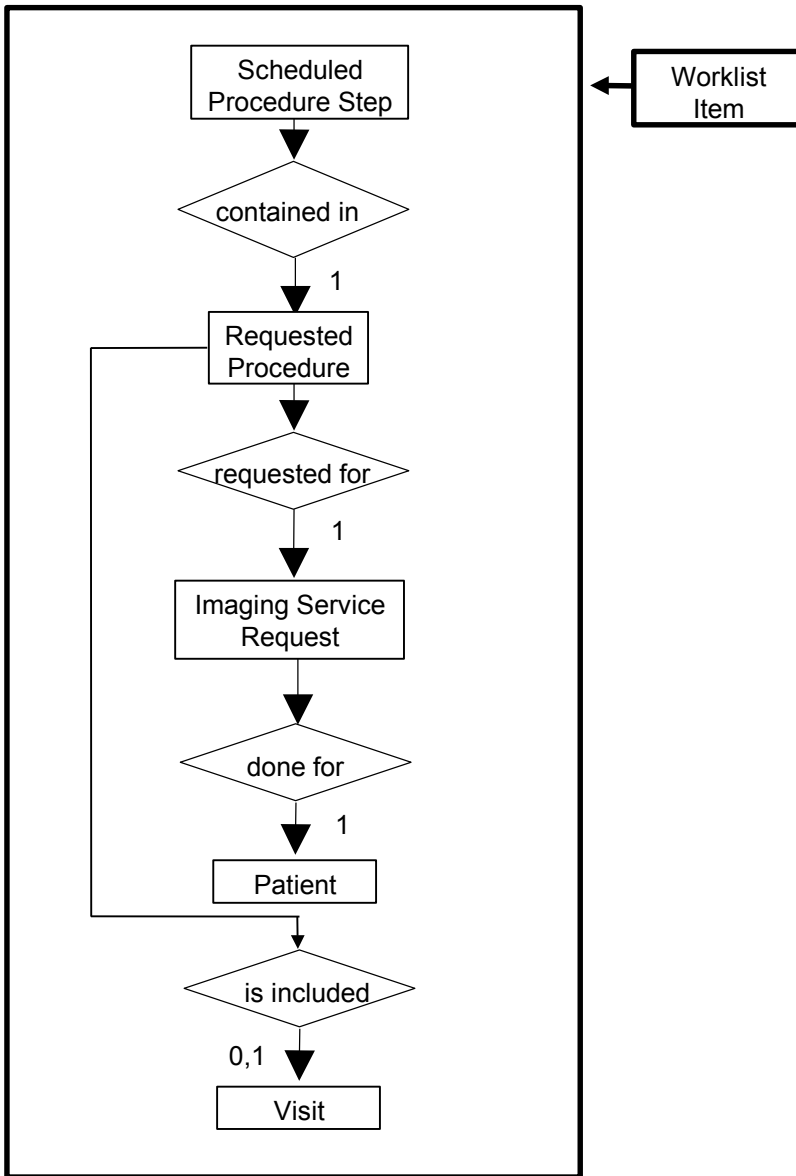 Scheduled
Procedure Step
Worklist
Item
contained in
1
Requested
Procedure
requested for
1
Imaging Service
Request
done for
1
Patient
is included
0,1
Visit